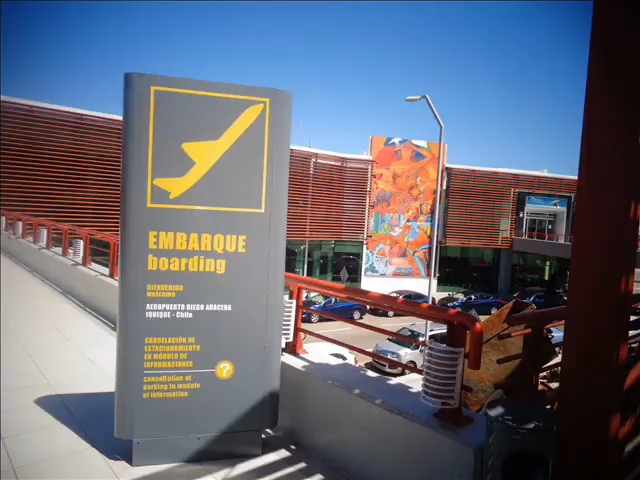 EMBARQUE
boarding
BIENVENIDO
welcome
AEROPUERTO DIEGO ARACENA
IQUIQUE - Chile
CANCELACIÓN DE
ESTACIONAMIENTO
EN MÓDULO DE
INFORMACIONES
?
cancellation of
parking in module
of information